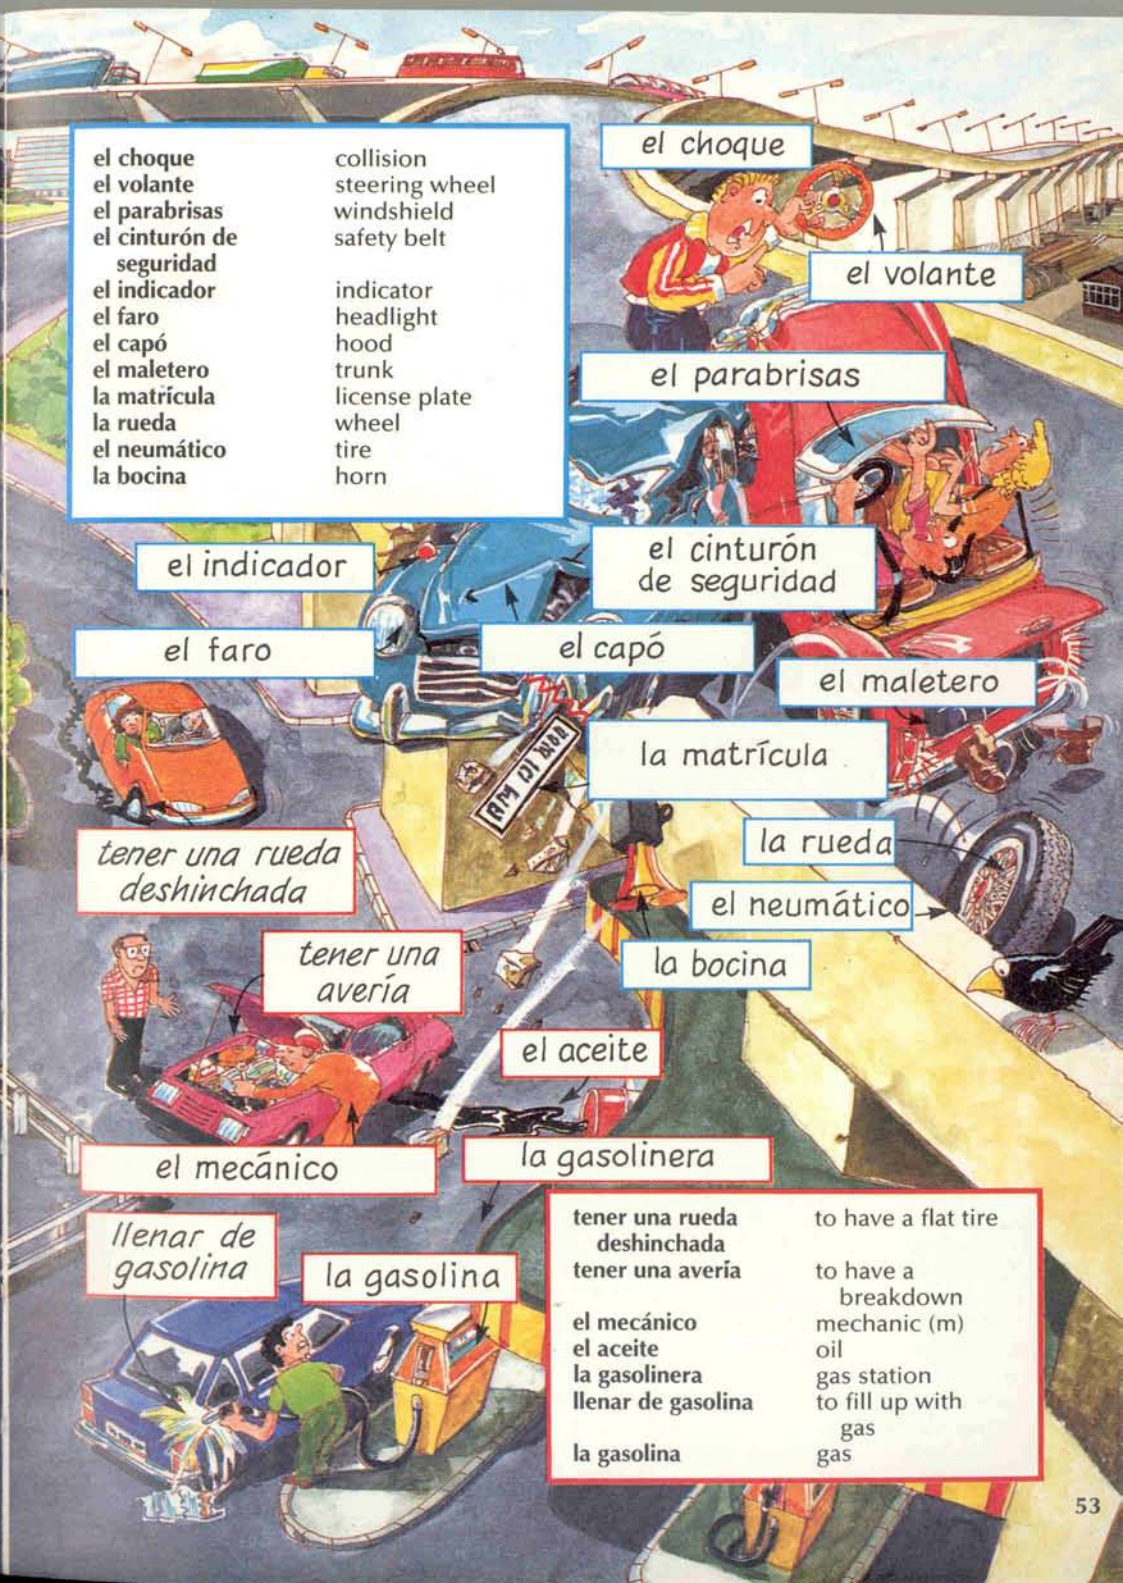 el choque collision
el volante steering wheel
el parabrisas windshield
el cinturón de safety belt
seguridad
el indicador indicator
el faro headlight
el capó hood
el maletero trunk
la matrícula license plate
la rueda wheel
el neumático tire
la bocina horn
el choque
el volante
el parabrisas
el indicador
el cinturón
de seguridad
el faro
el capó
el maletero
la matrícula
la rueda
tener una rueda
deshinchada
el neumático
tener una
avería
la bocina
el aceite
el mecánico
la gasolinera
llenar de
gasolina
la gasolina
tener una rueda to have a flat tire
deshinchada
tener una avería to have a
breakdown
el mecánico mechanic (m)
el aceite oil
la gasolinera gas station
llenar de gasolina to fill up with
gas
la gasolina gas
53